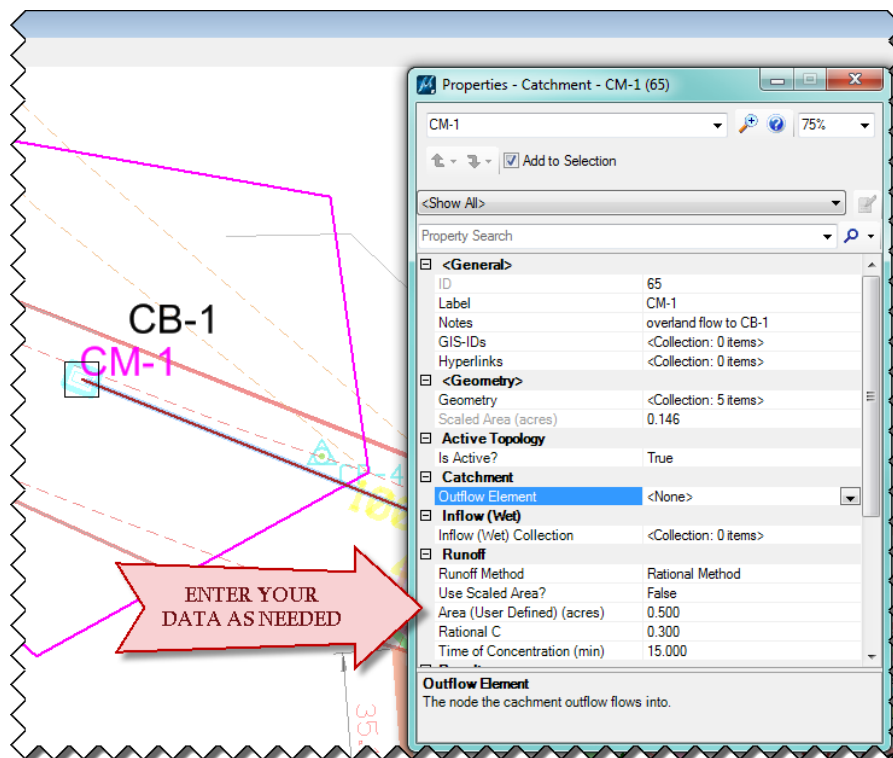 Properties - Catchment - CM-1 (65)
CM-1
75%
Add to Selection
<Show All>
Property Search
<General>
ID 65
Label CM-1
Notes overland flow to CB-1
GIS-IDs <Collection: 0 items>
Hyperlinks <Collection: 0 items>
<Geometry>
Geometry <Collection: 5 items>
Scaled Area (acres) 0.146
Active Topology
Is Active? True
Catchment
Outflow Element <None>
Inflow (Wet)
Inflow (Wet) Collection <Collection: 0 items>
Runoff
Runoff Method Rational Method
Use Scaled Area? False
Area (User Defined) (acres) 0.500
Rational C 0.300
Time of Concentration (min) 15.000
Outflow Element
The node the cachment outflow flows into.
CB-1
CM-1
ENTER YOUR
DATA AS NEEDED